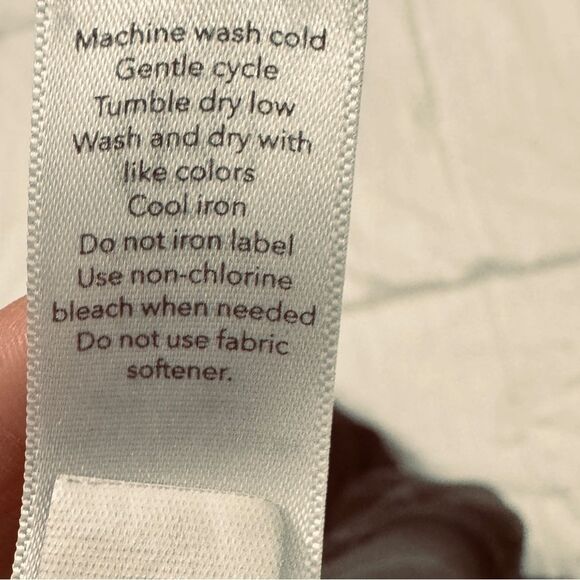 Machine wash cold
Gentle cycle
Tumble dry low
Wash and dry with
like colors
Cool iron
Do not iron label
Use non-chlorine
bleach when needed
Do not use fabric
softener.